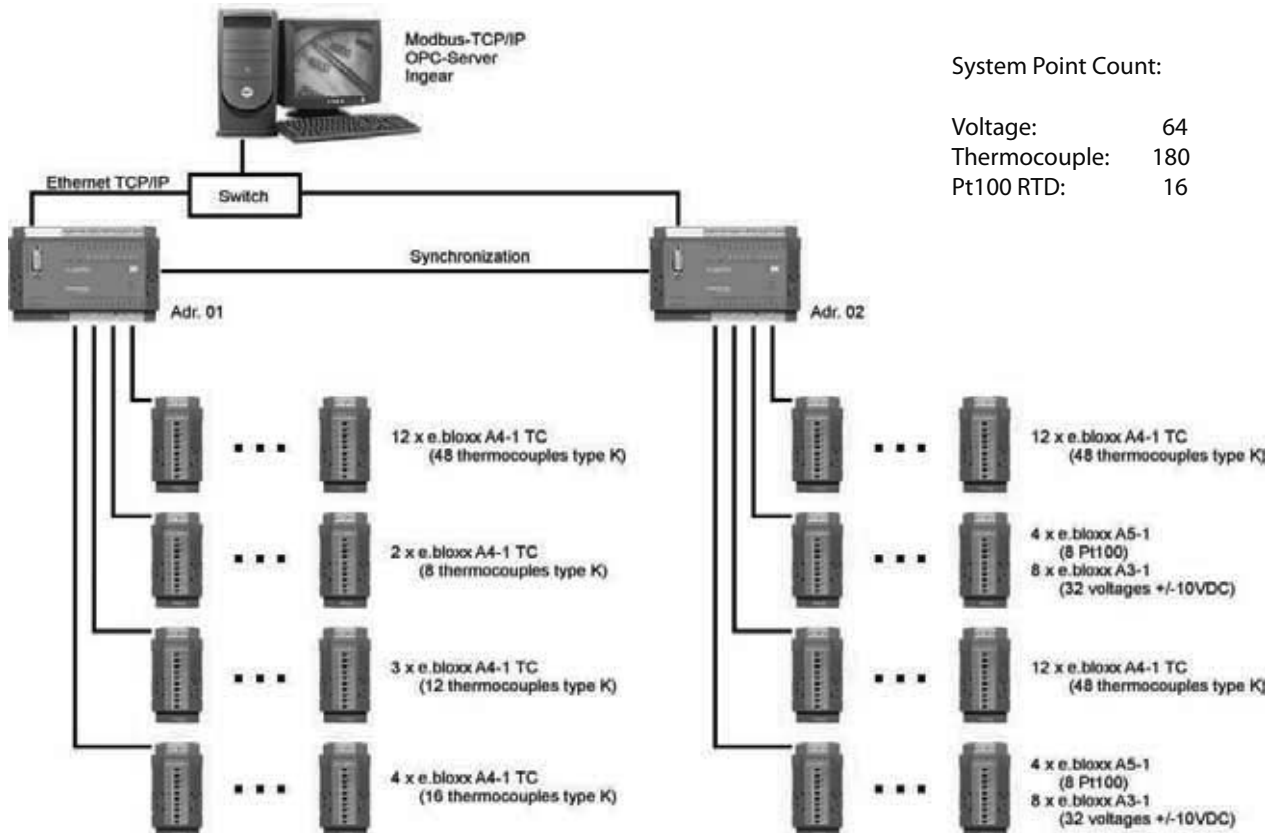 Modbus-TCP/IP
OPC-Server
Ingear
System Point Count:
Voltage: 64
Thermocouple: 180
Pt100 RTD: 16
Ethernet TCP/IP
Switch
Synchronization
Adr. 01
Adr. 02
12 x e.bloxx A4-1 TC
(48 thermocouples type K)
2 x e.bloxx A4-1 TC
(8 thermocouples type K)
3 x e.bloxx A4-1 TC
(12 thermocouples type K)
4 x e.bloxx A4-1 TC
(16 thermocouples type K)
12 x e.bloxx A4-1 TC
(48 thermocouples type K)
4 x e.bloxx A5-1
(8 Pt100)
8 x e.bloxx A3-1
(32 voltages +/-10VDC)
12 x e.bloxx A4-1 TC
(48 thermocouples type K)
4 x e.bloxx A5-1
(8 Pt100)
8 x e.bloxx A3-1
(32 voltages +/-10VDC)